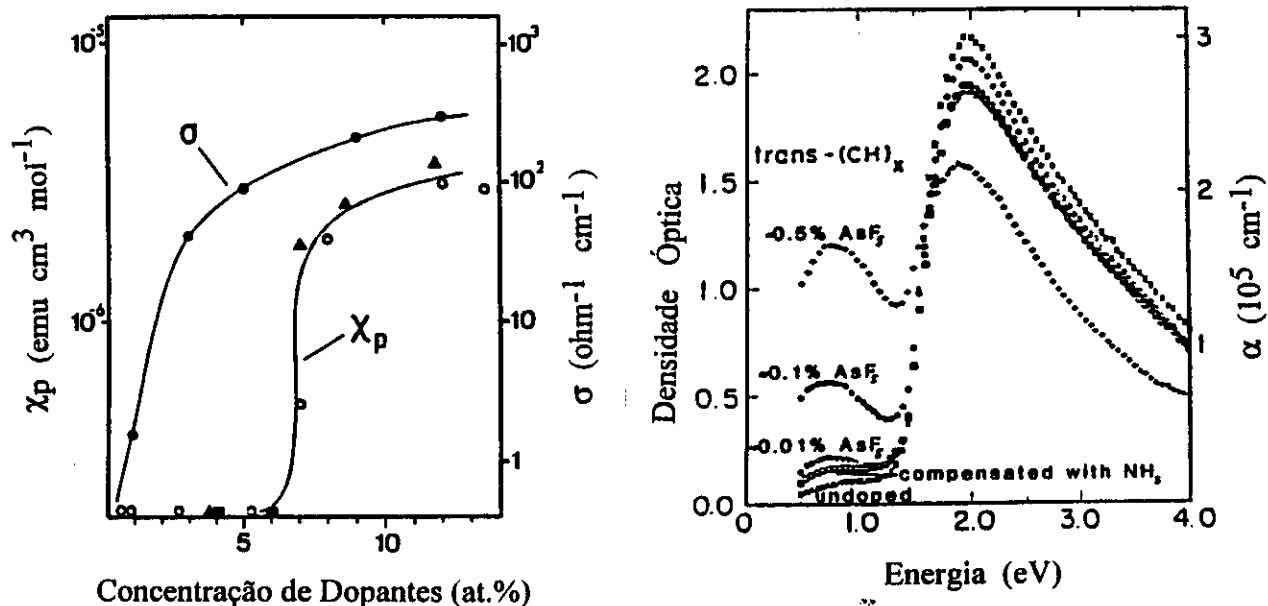 10⁻⁵
10⁻⁶
χp (emu cm³ mol⁻¹)
σ
χp
10³
10²
10
1
σ (ohm⁻¹ cm⁻¹)
5
10
Concentração de Dopantes (at.%)
2.0
1.5
1.0
0.5
0.0
Densidade Óptica
trans-(CH)ₓ
-0.5% AsF₅
-0.1% AsF₅
-0.01% AsF₅
compensated with NH₃
undoped
3
2
1
α (10⁵ cm⁻¹)
0
1.0
2.0
3.0
4.0
Energia (eV)